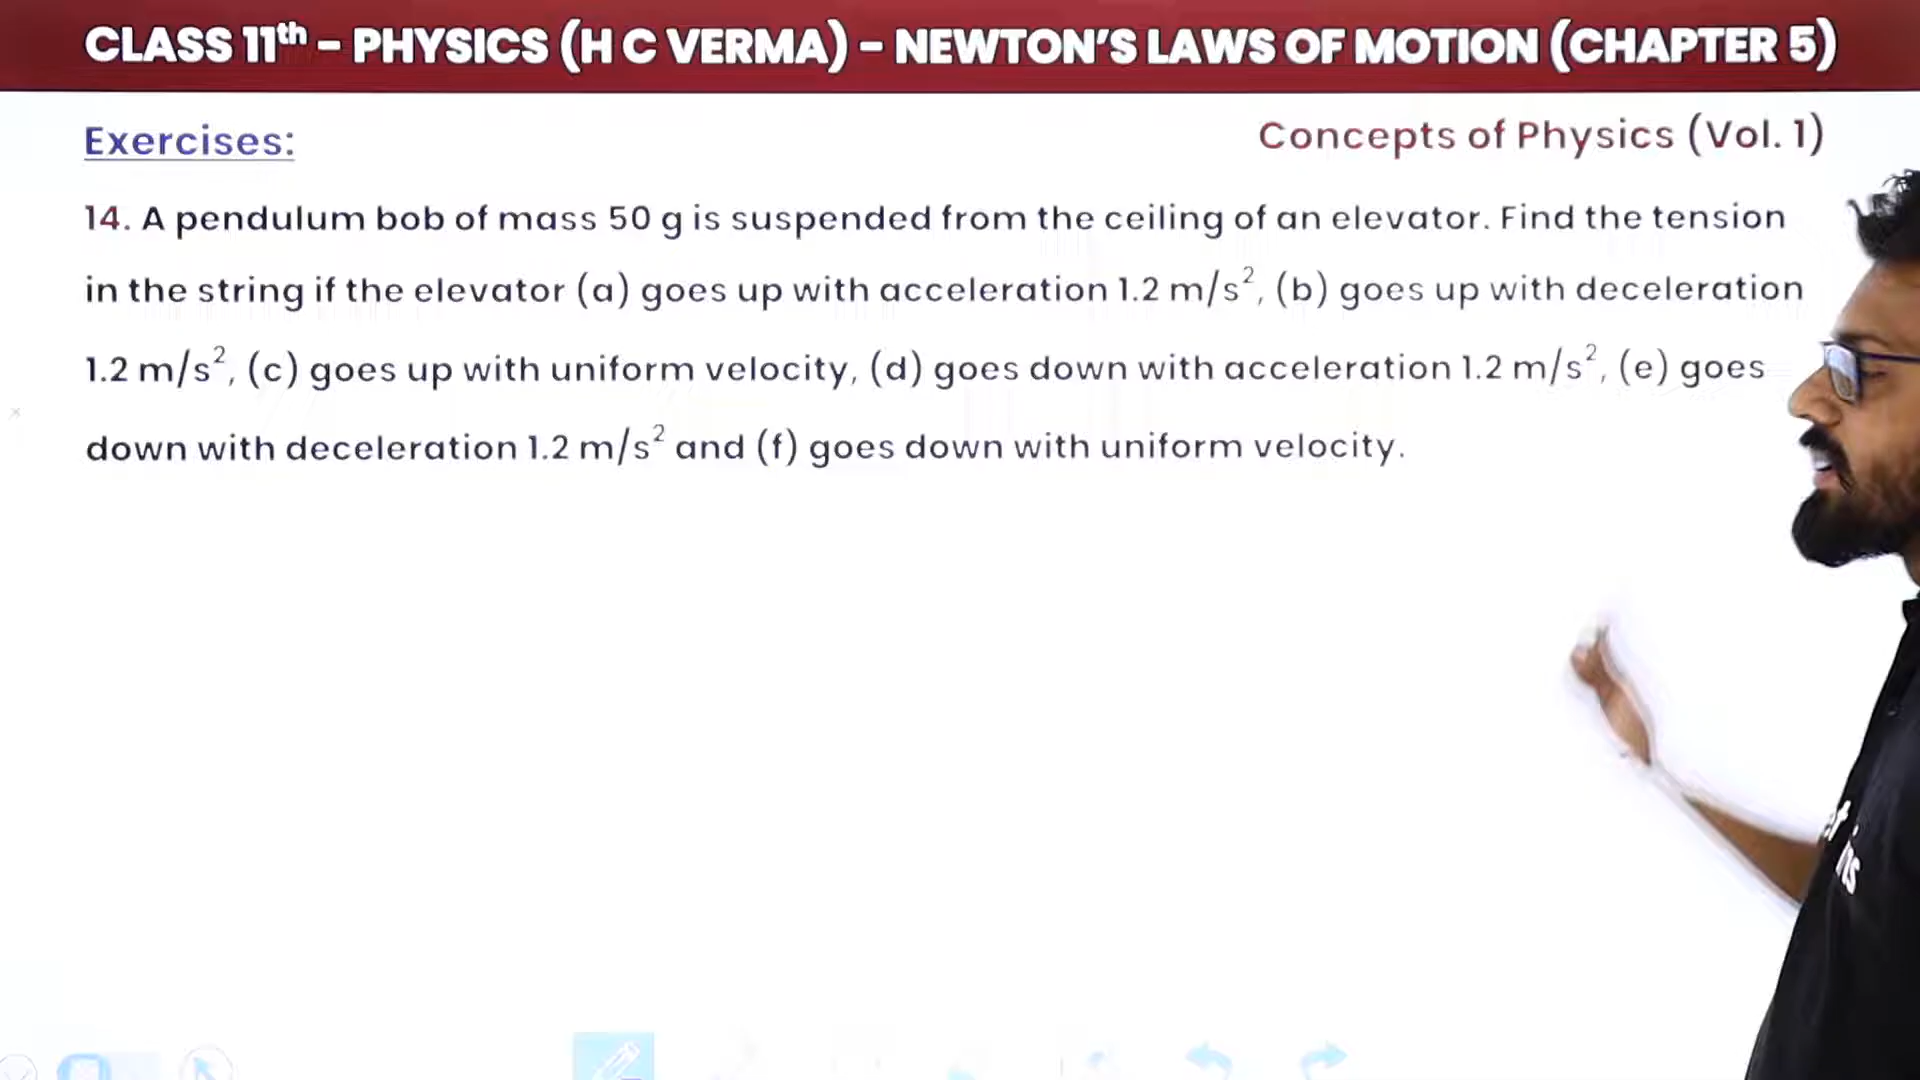 CLASS 11th – PHYSICS (H C VERMA) – NEWTON’S LAWS OF MOTION (CHAPTER 5)
Exercises:
Concepts of Physics (Vol. 1)
14. A pendulum bob of mass 50 g is suspended from the ceiling of an elevator. Find the tension
in the string if the elevator (a) goes up with acceleration 1.2 m/s², (b) goes up with deceleration
1.2 m/s², (c) goes up with uniform velocity, (d) goes down with acceleration 1.2 m/s², (e) goes
down with deceleration 1.2 m/s² and (f) goes down with uniform velocity.